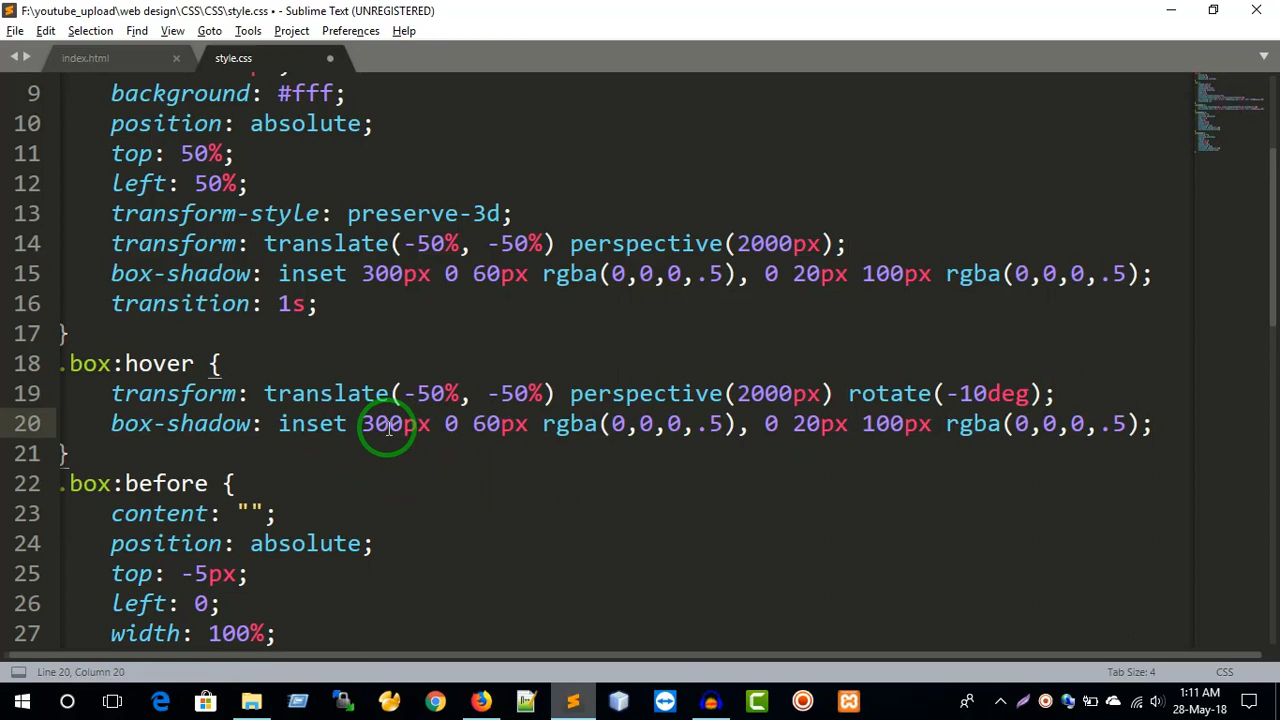 F:\youtube_upload\web design\CSS\CSS\style.css • - Sublime Text (UNREGISTERED)
File Edit Selection Find View Goto Tools Project Preferences Help
index.html style.css
9 background: #fff;
10 position: absolute;
11 top: 50%;
12 left: 50%;
13 transform-style: preserve-3d;
14 transform: translate(-50%, -50%) perspective(2000px);
15 box-shadow: inset 300px 0 60px rgba(0,0,0,.5), 0 20px 100px rgba(0,0,0,.5);
16 transition: 1s;
17 }
18 .box:hover {
19 transform: translate(-50%, -50%) perspective(2000px) rotate(-10deg);
20 box-shadow: inset 300px 0 60px rgba(0,0,0,.5), 0 20px 100px rgba(0,0,0,.5);
21 }
22 .box:before {
23 content: "";
24 position: absolute;
25 top: -5px;
26 left: 0;
27 width: 100%;
Line 20, Column 20 Tab Size: 4 CSS
1:11 AM
28-May-18